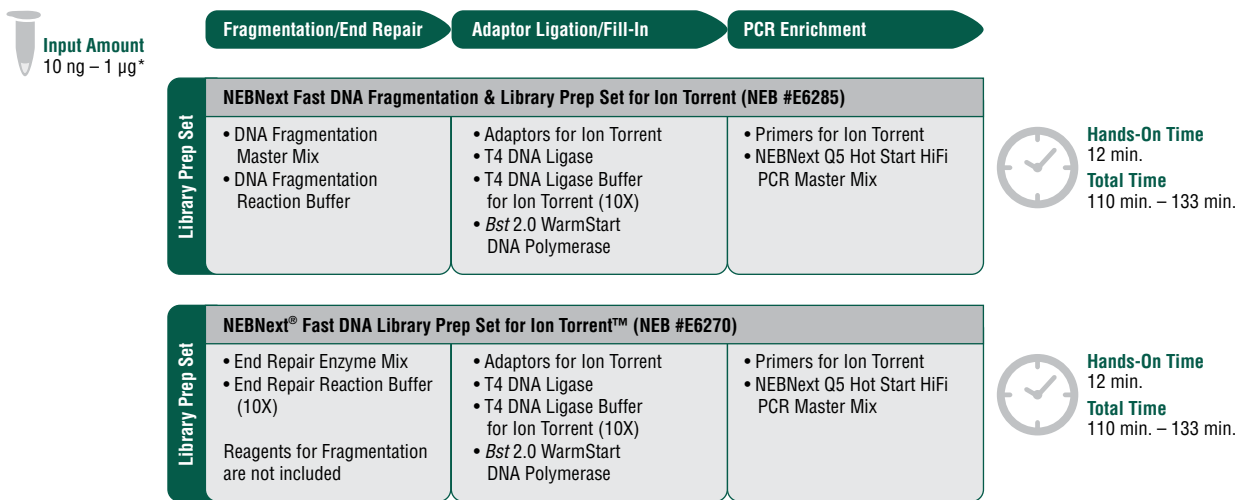 Input Amount
10 ng – 1 µg*
Fragmentation/End Repair
Adaptor Ligation/Fill-In
PCR Enrichment
Library Prep Set
NEBNext Fast DNA Fragmentation & Library Prep Set for Ion Torrent (NEB #E6285)
• DNA Fragmentation
Master Mix
• DNA Fragmentation
Reaction Buffer
• Adaptors for Ion Torrent
• T4 DNA Ligase
• T4 DNA Ligase Buffer
for Ion Torrent (10X)
• Bst 2.0 WarmStart
DNA Polymerase
• Primers for Ion Torrent
• NEBNext Q5 Hot Start HiFi
PCR Master Mix
Hands-On Time
12 min.
Total Time
110 min. – 133 min.
Library Prep Set
NEBNext® Fast DNA Library Prep Set for Ion Torrent™ (NEB #E6270)
• End Repair Enzyme Mix
• End Repair Reaction Buffer
(10X)
Reagents for Fragmentation
are not included
• Adaptors for Ion Torrent
• T4 DNA Ligase
• T4 DNA Ligase Buffer
for Ion Torrent (10X)
• Bst 2.0 WarmStart
DNA Polymerase
• Primers for Ion Torrent
• NEBNext Q5 Hot Start HiFi
PCR Master Mix
Hands-On Time
12 min.
Total Time
110 min. – 133 min.